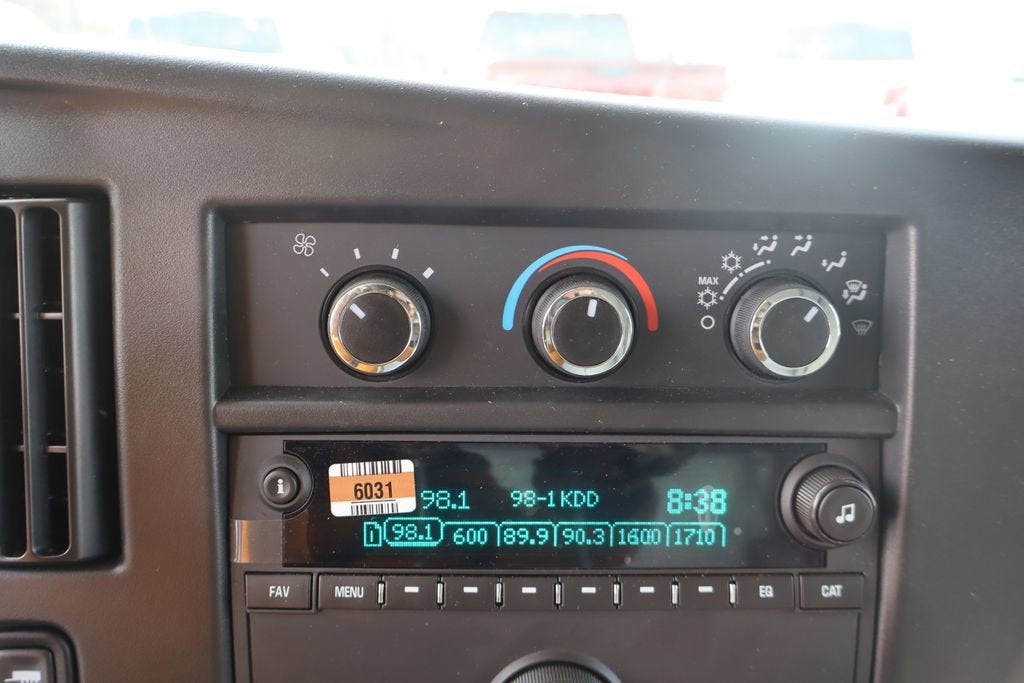 MAX
i
6031
98.1 98-1KDD 8:38
1 98.1 600 89.9 90.3 1600 1710
FAV MENU EQ CAT